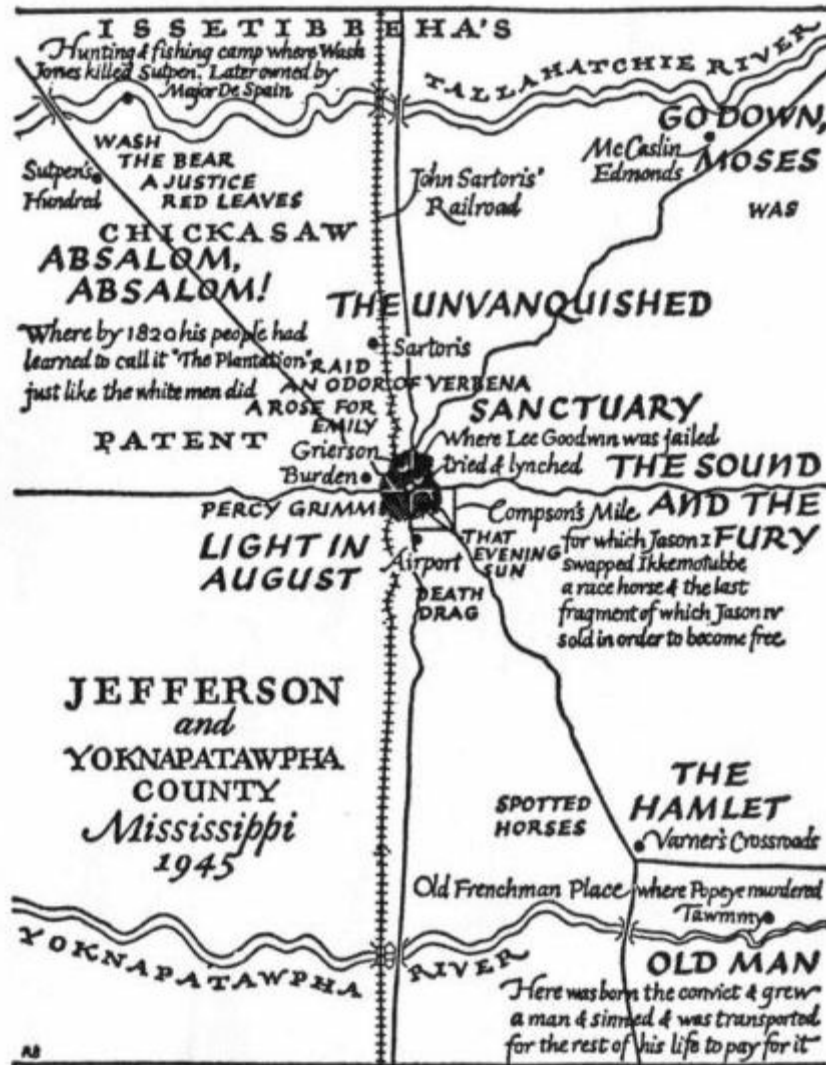 ISSETIBBEHA'S
Hunting & fishing camp where Wash
Jones killed Sutpen. Later owned by
Major De Spain
TALLAHATCHIE RIVER
GO DOWN,
MOSES
McCaslin
Edmonds
WAS
WASH
THE BEAR
A JUSTICE
RED LEAVES
Sutpen's
Hundred
John Sartoris'
Railroad
CHICKASAW
ABSALOM,
ABSALOM!
THE UNVANQUISHED
Where by 1820 his people had
learned to call it "The Plantation"
just like the white men did
Sartoris
RAID
AN ODOR OF VERBENA
A ROSE FOR
EMILY
PATENT
Grierson
Burden
SANCTUARY
Where Lee Goodwin was jailed
tried & lynched
THE SOUND
AND THE
FURY
PERCY GRIMM
Compson's Mile
for which Jason I
swapped Ikkemotubbe
a race horse & the last
fragment of which Jason IV
sold in order to become free
LIGHT IN
AUGUST
Airport
THAT
EVENING
SUN
DEATH
DRAG
JEFFERSON
and
YOKNAPATAWPHA
COUNTY
Mississippi
1945
SPOTTED
HORSES
THE
HAMLET
Varner's Crossroads
Old Frenchman Place where Popeye murdered
Tawmmy
YOKNAPATAWPHA RIVER
OLD MAN
Here was born the convict & grew
a man & sinned & was transported
for the rest of his life to pay for it
RB